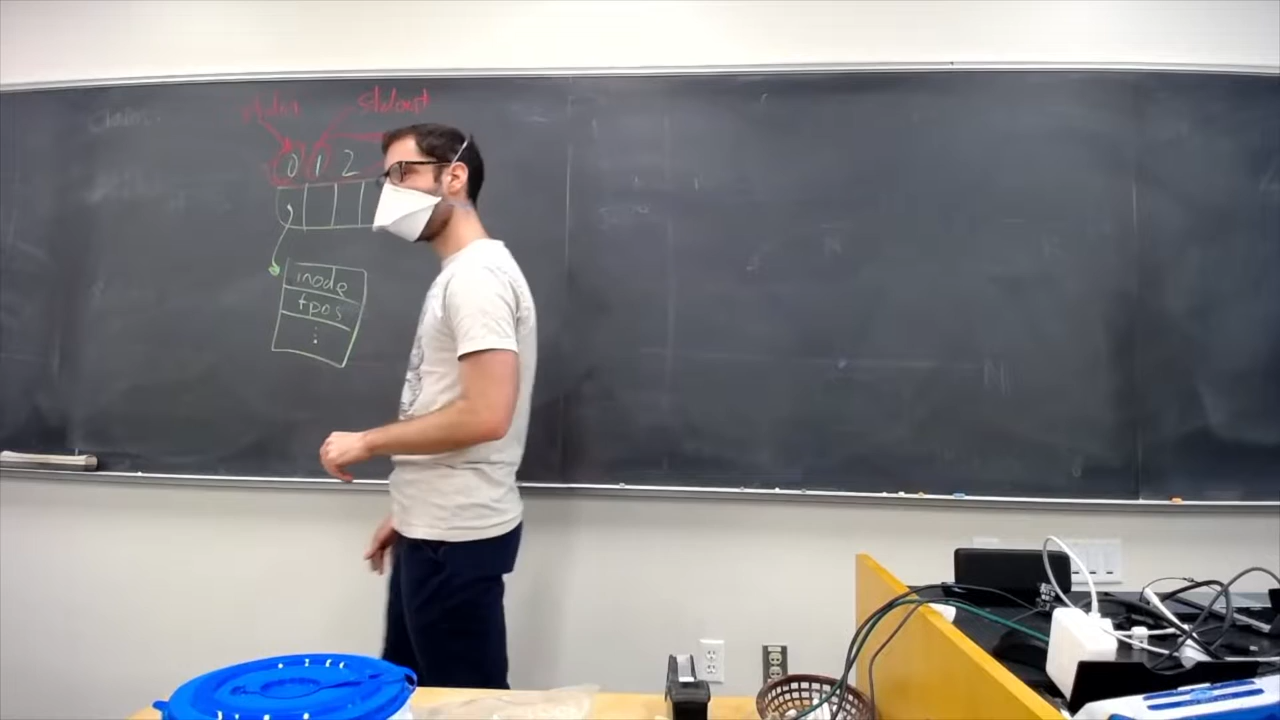 stdin stdout
0 1 2
inode
fpos
⋮